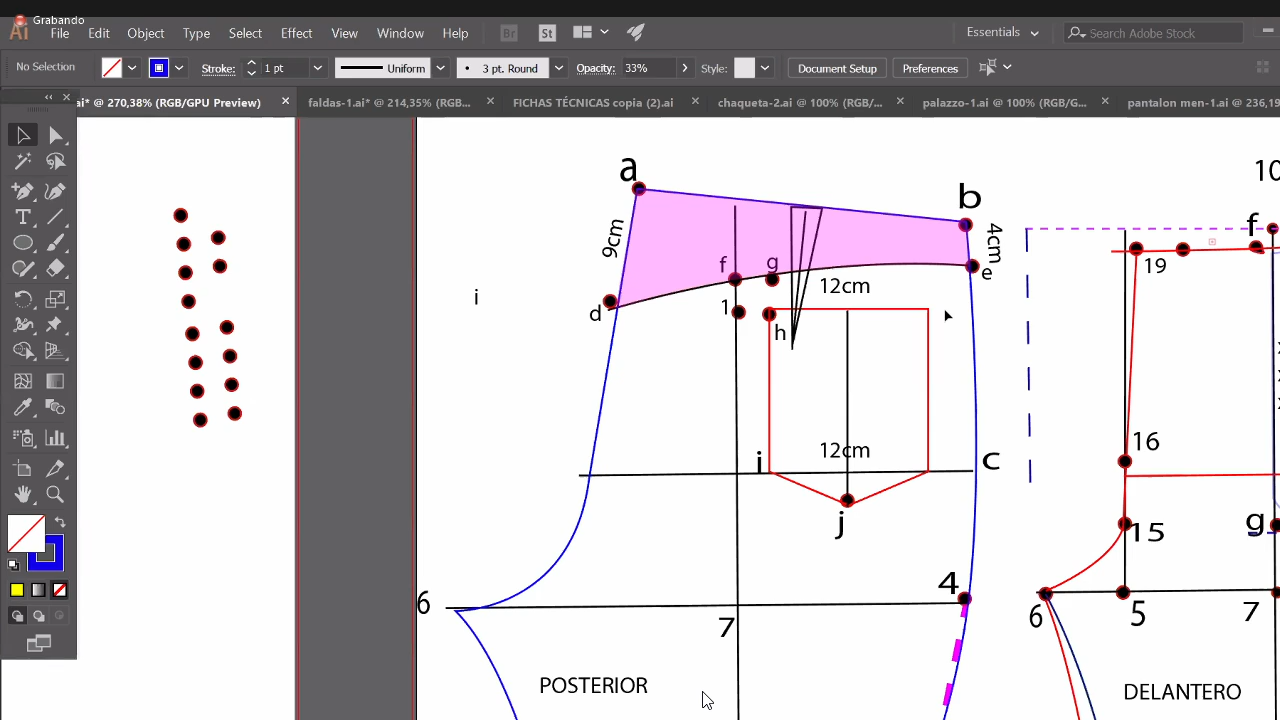 Grabando
Ai File Edit Object Type Select Effect View Window Help Br St Essentials Search Adobe Stock
No Selection Stroke: 1 pt Uniform 3 pt. Round Opacity: 33% Style: Document Setup Preferences
ai* @ 270,38% (RGB/GPU Preview) × faldas-1.ai* @ 214,35% (RGB... × FICHAS TÉCNICAS copia (2).ai × chaqueta-2.ai @ 100% (RGB/... × palazzo-1.ai @ 100% (RGB/G... × pantalon men-1.ai @ 236,19
a
b
10
9cm
4cm
f
f
g
e
19
i
d
1
12cm
h
i
12cm
c
16
j
15
g
6
4
7
6
5
7
POSTERIOR
DELANTERO